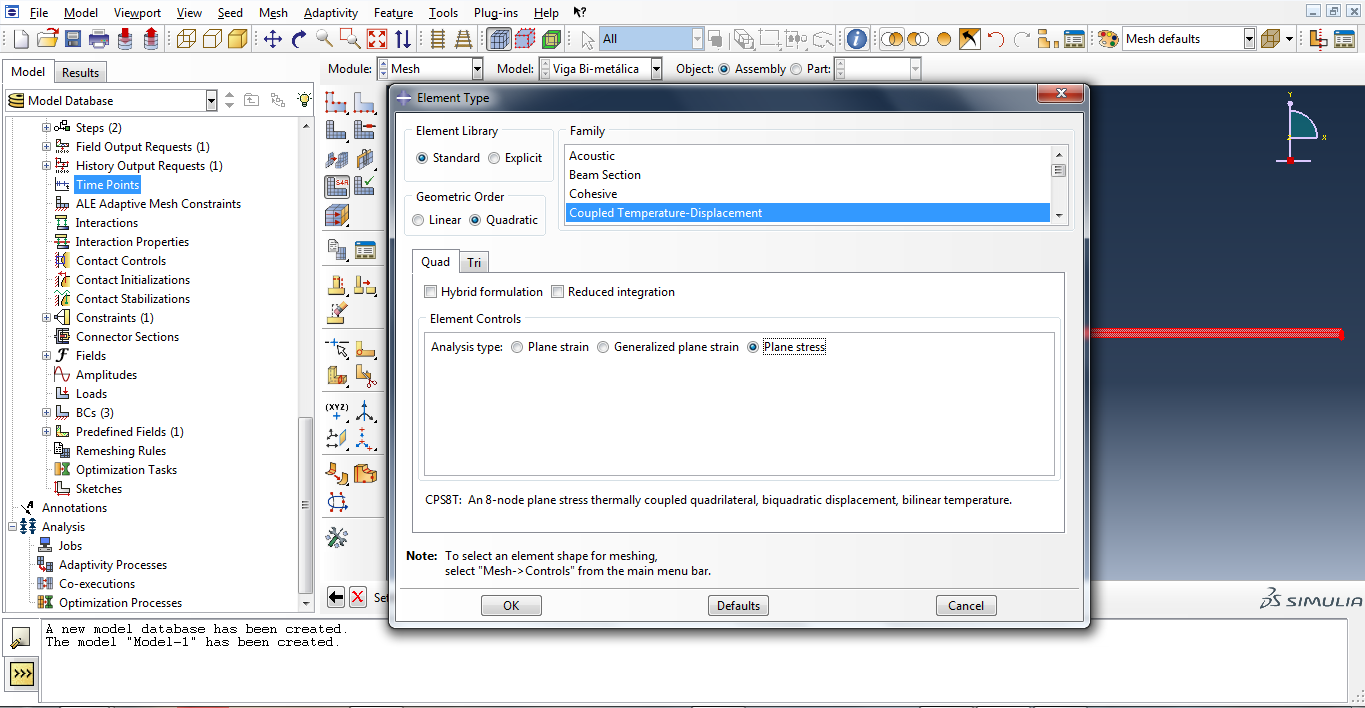 File Model Viewport View Seed Mesh Adaptivity Feature Tools Plug-ins Help
All
Mesh defaults
Model Results
Module: Mesh Model: Viga Bi-metálica Object: Assembly Part:
Model Database
Steps (2)
Field Output Requests (1)
History Output Requests (1)
Time Points
ALE Adaptive Mesh Constraints
Interactions
Interaction Properties
Contact Controls
Contact Initializations
Contact Stabilizations
Constraints (1)
Connector Sections
Fields
Amplitudes
Loads
BCs (3)
Predefined Fields (1)
Remeshing Rules
Optimization Tasks
Sketches
Annotations
Analysis
Jobs
Adaptivity Processes
Co-executions
Optimization Processes
S4R
(XYZ)
Element Type
Element Library
Standard Explicit
Geometric Order
Linear Quadratic
Family
Acoustic
Beam Section
Cohesive
Coupled Temperature-Displacement
Quad Tri
Hybrid formulation Reduced integration
Element Controls
Analysis type: Plane strain Generalized plane strain Plane stress
CPS8T: An 8-node plane stress thermally coupled quadrilateral, biquadratic displacement, bilinear temperature.
Note: To select an element shape for meshing,
select "Mesh->Controls" from the main menu bar.
OK Defaults Cancel
Y
X
SIMULIA
A new model database has been created.
The model "Model-1" has been created.
>>>